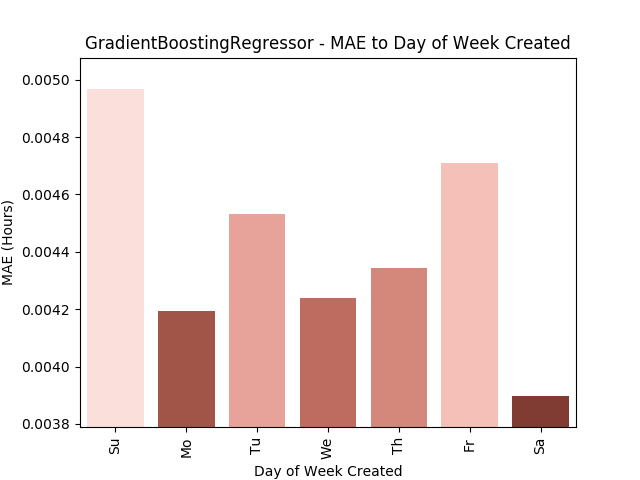 GradientBoostingRegressor - MAE to Day of Week Created
0.0050
0.0048
0.0046
0.0044
0.0042
0.0040
0.0038
MAE (Hours)
Su Mo Tu We Th Fr Sa
Day of Week Created